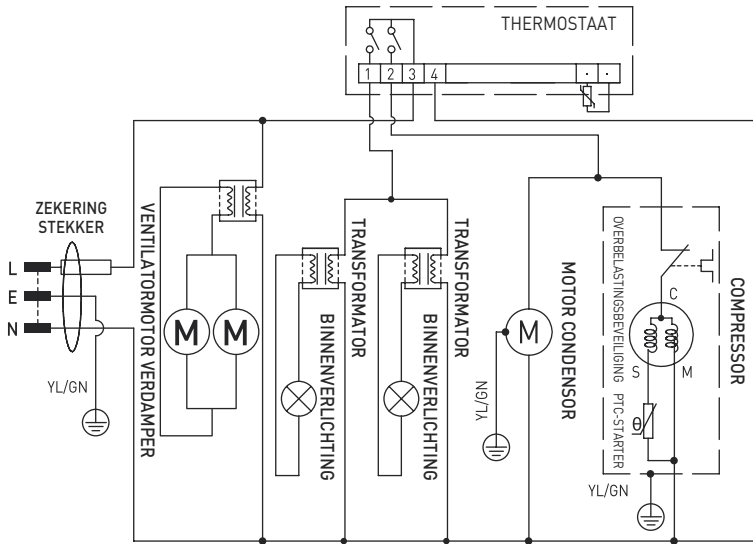 THERMOSTAAT
1 2 3 4
ZEKERING
STEKKER
L
E
N
YL/GN
VENTILATORMOTOR VERDAMPER
M M
TRANSFORMATOR
BINNENVERLICHTING
TRANSFORMATOR
BINNENVERLICHTING
M
YL/GN
MOTOR CONDENSOR
OVERBELASTINGSBEVEILIGING
PTC-STARTER
C
S M
θ
YL/GN
COMPRESSOR